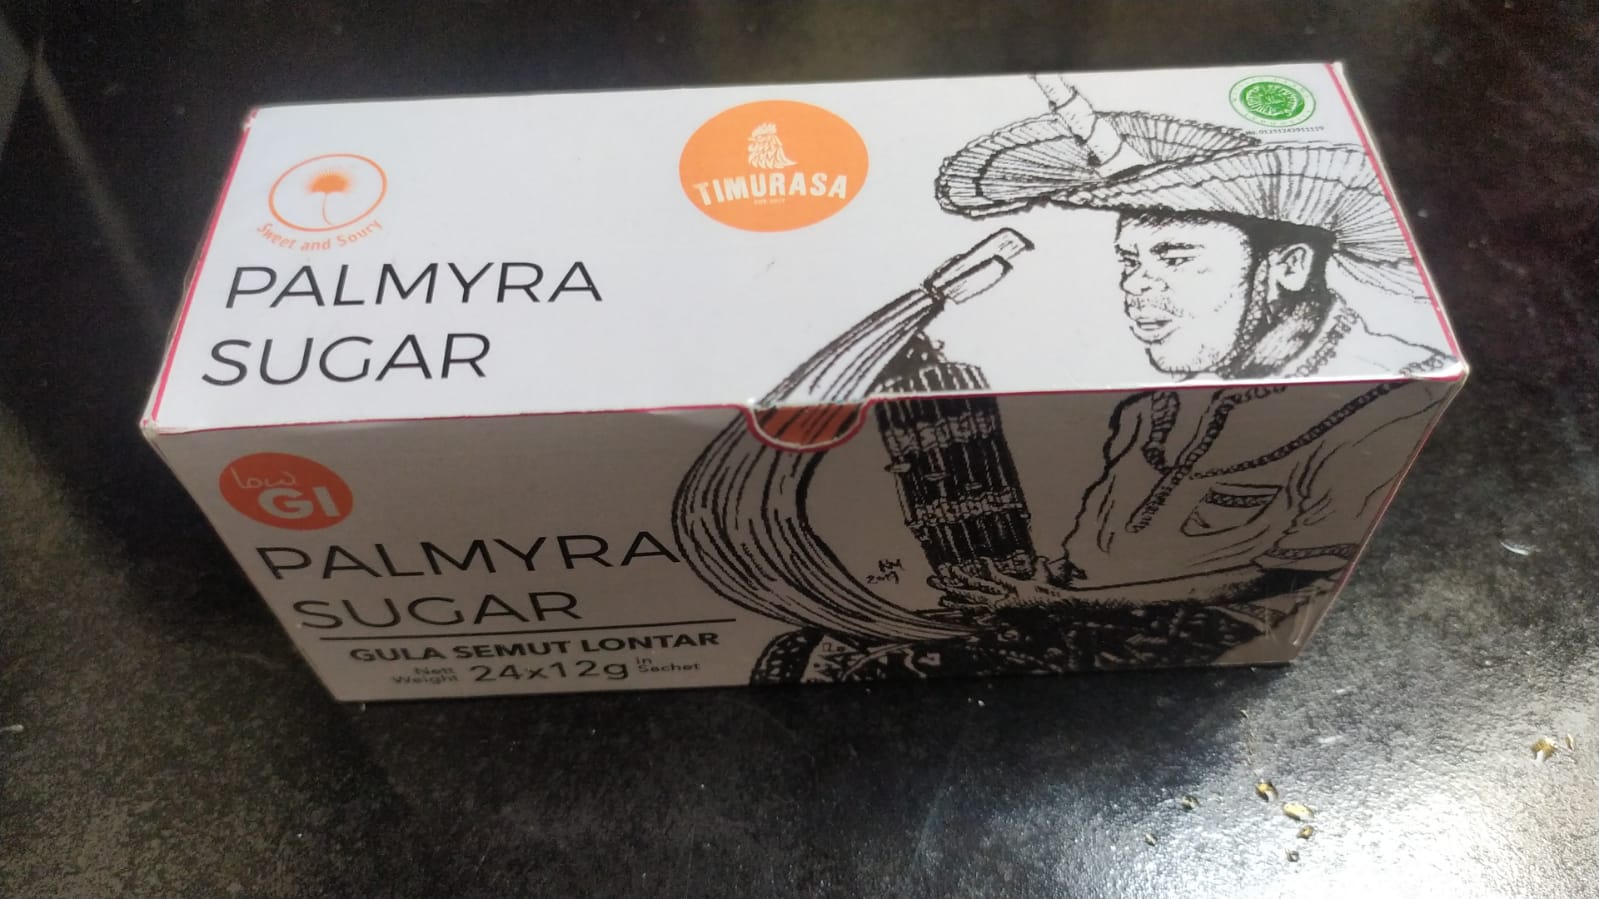 Sweet and Soury
PALMYRA
SUGAR
TIMURASA
low
GI
PALMYRA
SUGAR
GULA SEMUT LONTAR
Nett
Weight
24x12g
in
Sachet